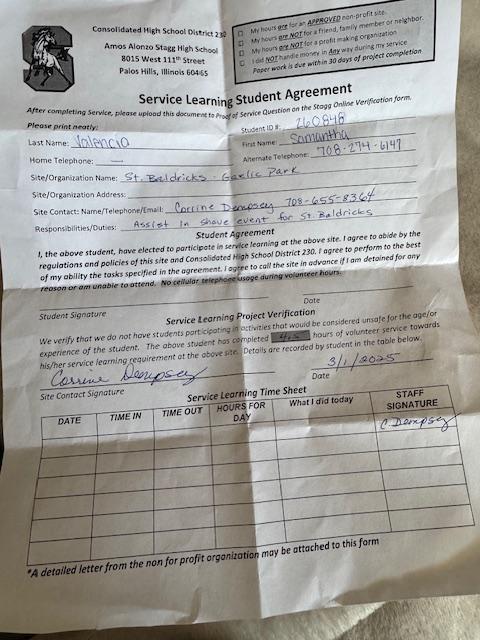 Consolidated High School District 230
Amos Alonzo Stagg High School
8015 West 111th Street
Palos Hills, Illinois 60465
My hours are for an APPROVED non-profit site.
My hours are NOT for a friend, family member or neighbor.
My hours are NOT for a profit making organization
I did NOT handle money in Any way during my service
Paper work is due within 30 days of project completion
Service Learning Student Agreement
After completing Service, please upload this document to Proof of Service Question on the Stagg Online Verification form.
Please print neatly:
Student ID #: 260848
Last Name: Valencia First Name: Samantha
Home Telephone: — Alternate Telephone: 708-274-6147
Site/Organization Name: St. Baldricks - Gaelic Park
Site/Organization Address:
Site Contact: Name/Telephone/Email: Corrine Dempsey 708-655-8364
Responsibilities/Duties: Assist in shave event for St. Baldricks
Student Agreement
I, the above student, have elected to participate in service learning at the above site. I agree to abide by the
regulations and policies of this site and Consolidated High School District 230. I agree to perform to the best
of my ability the tasks specified in the agreement. I agree to call the site in advance if I am detained for any
reason or am unable to attend. No cellular telephone usage during volunteer hours.
Student Signature Date
Service Learning Project Verification
We verify that we do not have students participating in activities that would be considered unsafe for the age/or
experience of the student. The above student has completed 4.5 hours of volunteer service towards
his/her service learning requirement at the above site. Details are recorded by student in the table below.
Corrine Dempsey 3/1/2025
Site Contact Signature Date
Service Learning Time Sheet
DATE TIME IN TIME OUT HOURS FOR DAY What I did today STAFF SIGNATURE
C. Dempsey
*A detailed letter from the non for profit organization may be attached to this form